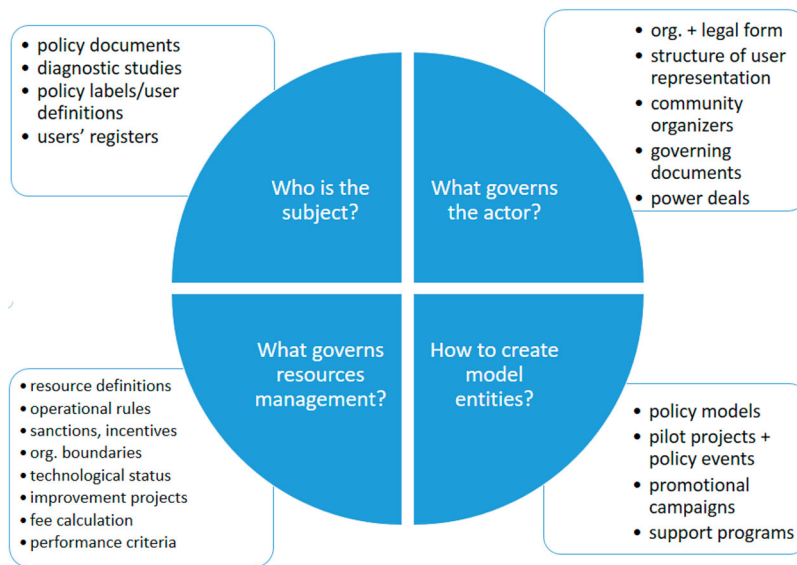 • policy documents
• diagnostic studies
• policy labels/user
definitions
• users' registers
• org. + legal form
• structure of user
representation
• community
organizers
• governing
documents
• power deals
Who is the
subject?
What governs
the actor?
What governs
resources
management?
How to create
model
entities?
• resource definitions
• operational rules
• sanctions, incentives
• org. boundaries
• technological status
• improvement projects
• fee calculation
• performance criteria
• policy models
• pilot projects +
policy events
• promotional
campaigns
• support programs